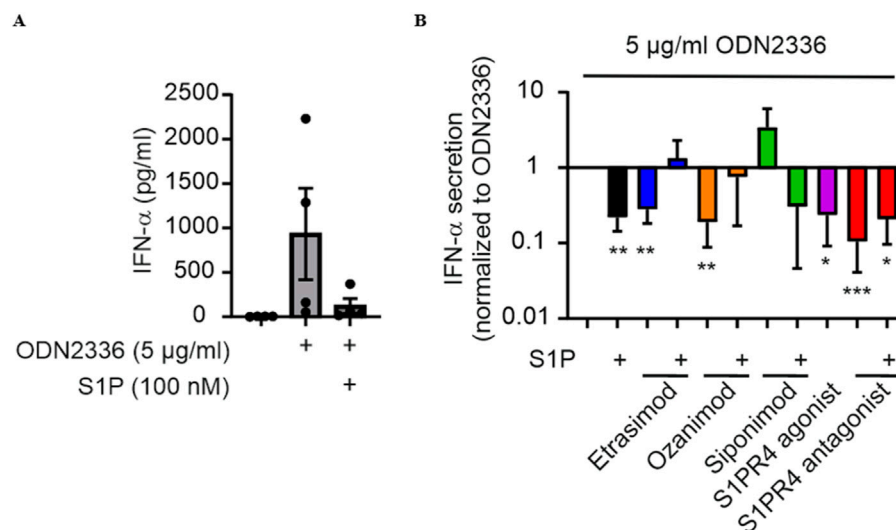 A
IFN-α (pg/ml)
2500
2000
1500
1000
500
0
ODN2336 (5 µg/ml)
+
+
S1P (100 nM)
+
B
5 µg/ml ODN2336
IFN-α secretion
(normalized to ODN2336)
10
1
0.1
0.01
**
**
**
*
***
*
S1P
+
+
+
+
+
Etrasimod
Ozanimod
Siponimod
S1PR4 agonist
S1PR4 antagonist